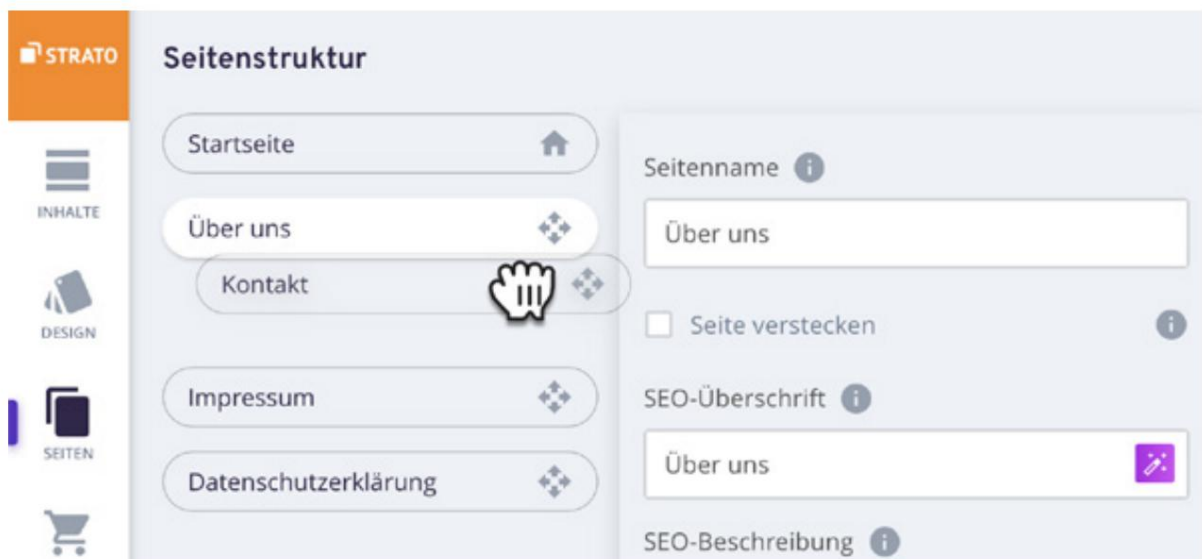 STRATO
Seitenstruktur
INHALTE
DESIGN
SEITEN
Startseite
Über uns
Kontakt
Impressum
Datenschutzerklärung
Seitenname
Über uns
Seite verstecken
SEO-Überschrift
Über uns
SEO-Beschreibung